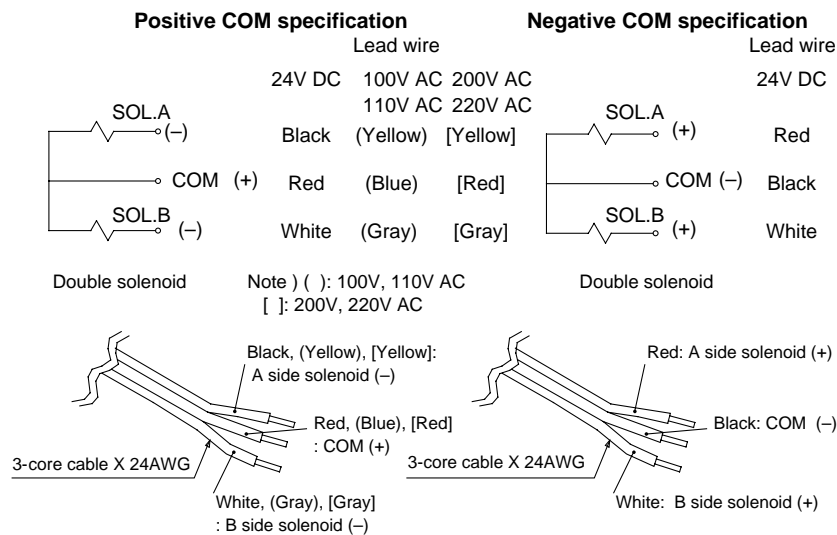 Positive COM specification
Lead wire
24V DC 100V AC 200V AC
110V AC 220V AC
SOL.A
(–) Black (Yellow) [Yellow]
COM (+) Red (Blue) [Red]
SOL.B
(–) White (Gray) [Gray]
Double solenoid
Note ) ( ): 100V, 110V AC
[ ]: 200V, 220V AC
Negative COM specification
Lead wire
24V DC
SOL.A
(+) Red
COM (–) Black
SOL.B
(+) White
Double solenoid
Black, (Yellow), [Yellow]:
A side solenoid (–)
Red, (Blue), [Red]
: COM (+)
3-core cable X 24AWG
White, (Gray), [Gray]
: B side solenoid (–)
Red: A side solenoid (+)
Black: COM (–)
3-core cable X 24AWG
White: B side solenoid (+)